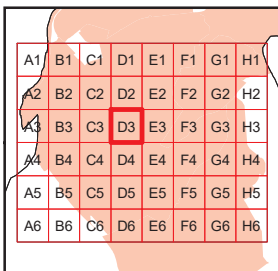 A1 B1 C1 D1 E1 F1 G1 H1
A2 B2 C2 D2 E2 F2 G2 H2
A3 B3 C3 D3 E3 F3 G3 H3
A4 B4 C4 D4 E4 F4 G4 H4
A5 B5 C5 D5 E5 F5 G5 H5
A6 B6 C6 D6 E6 F6 G6 H6